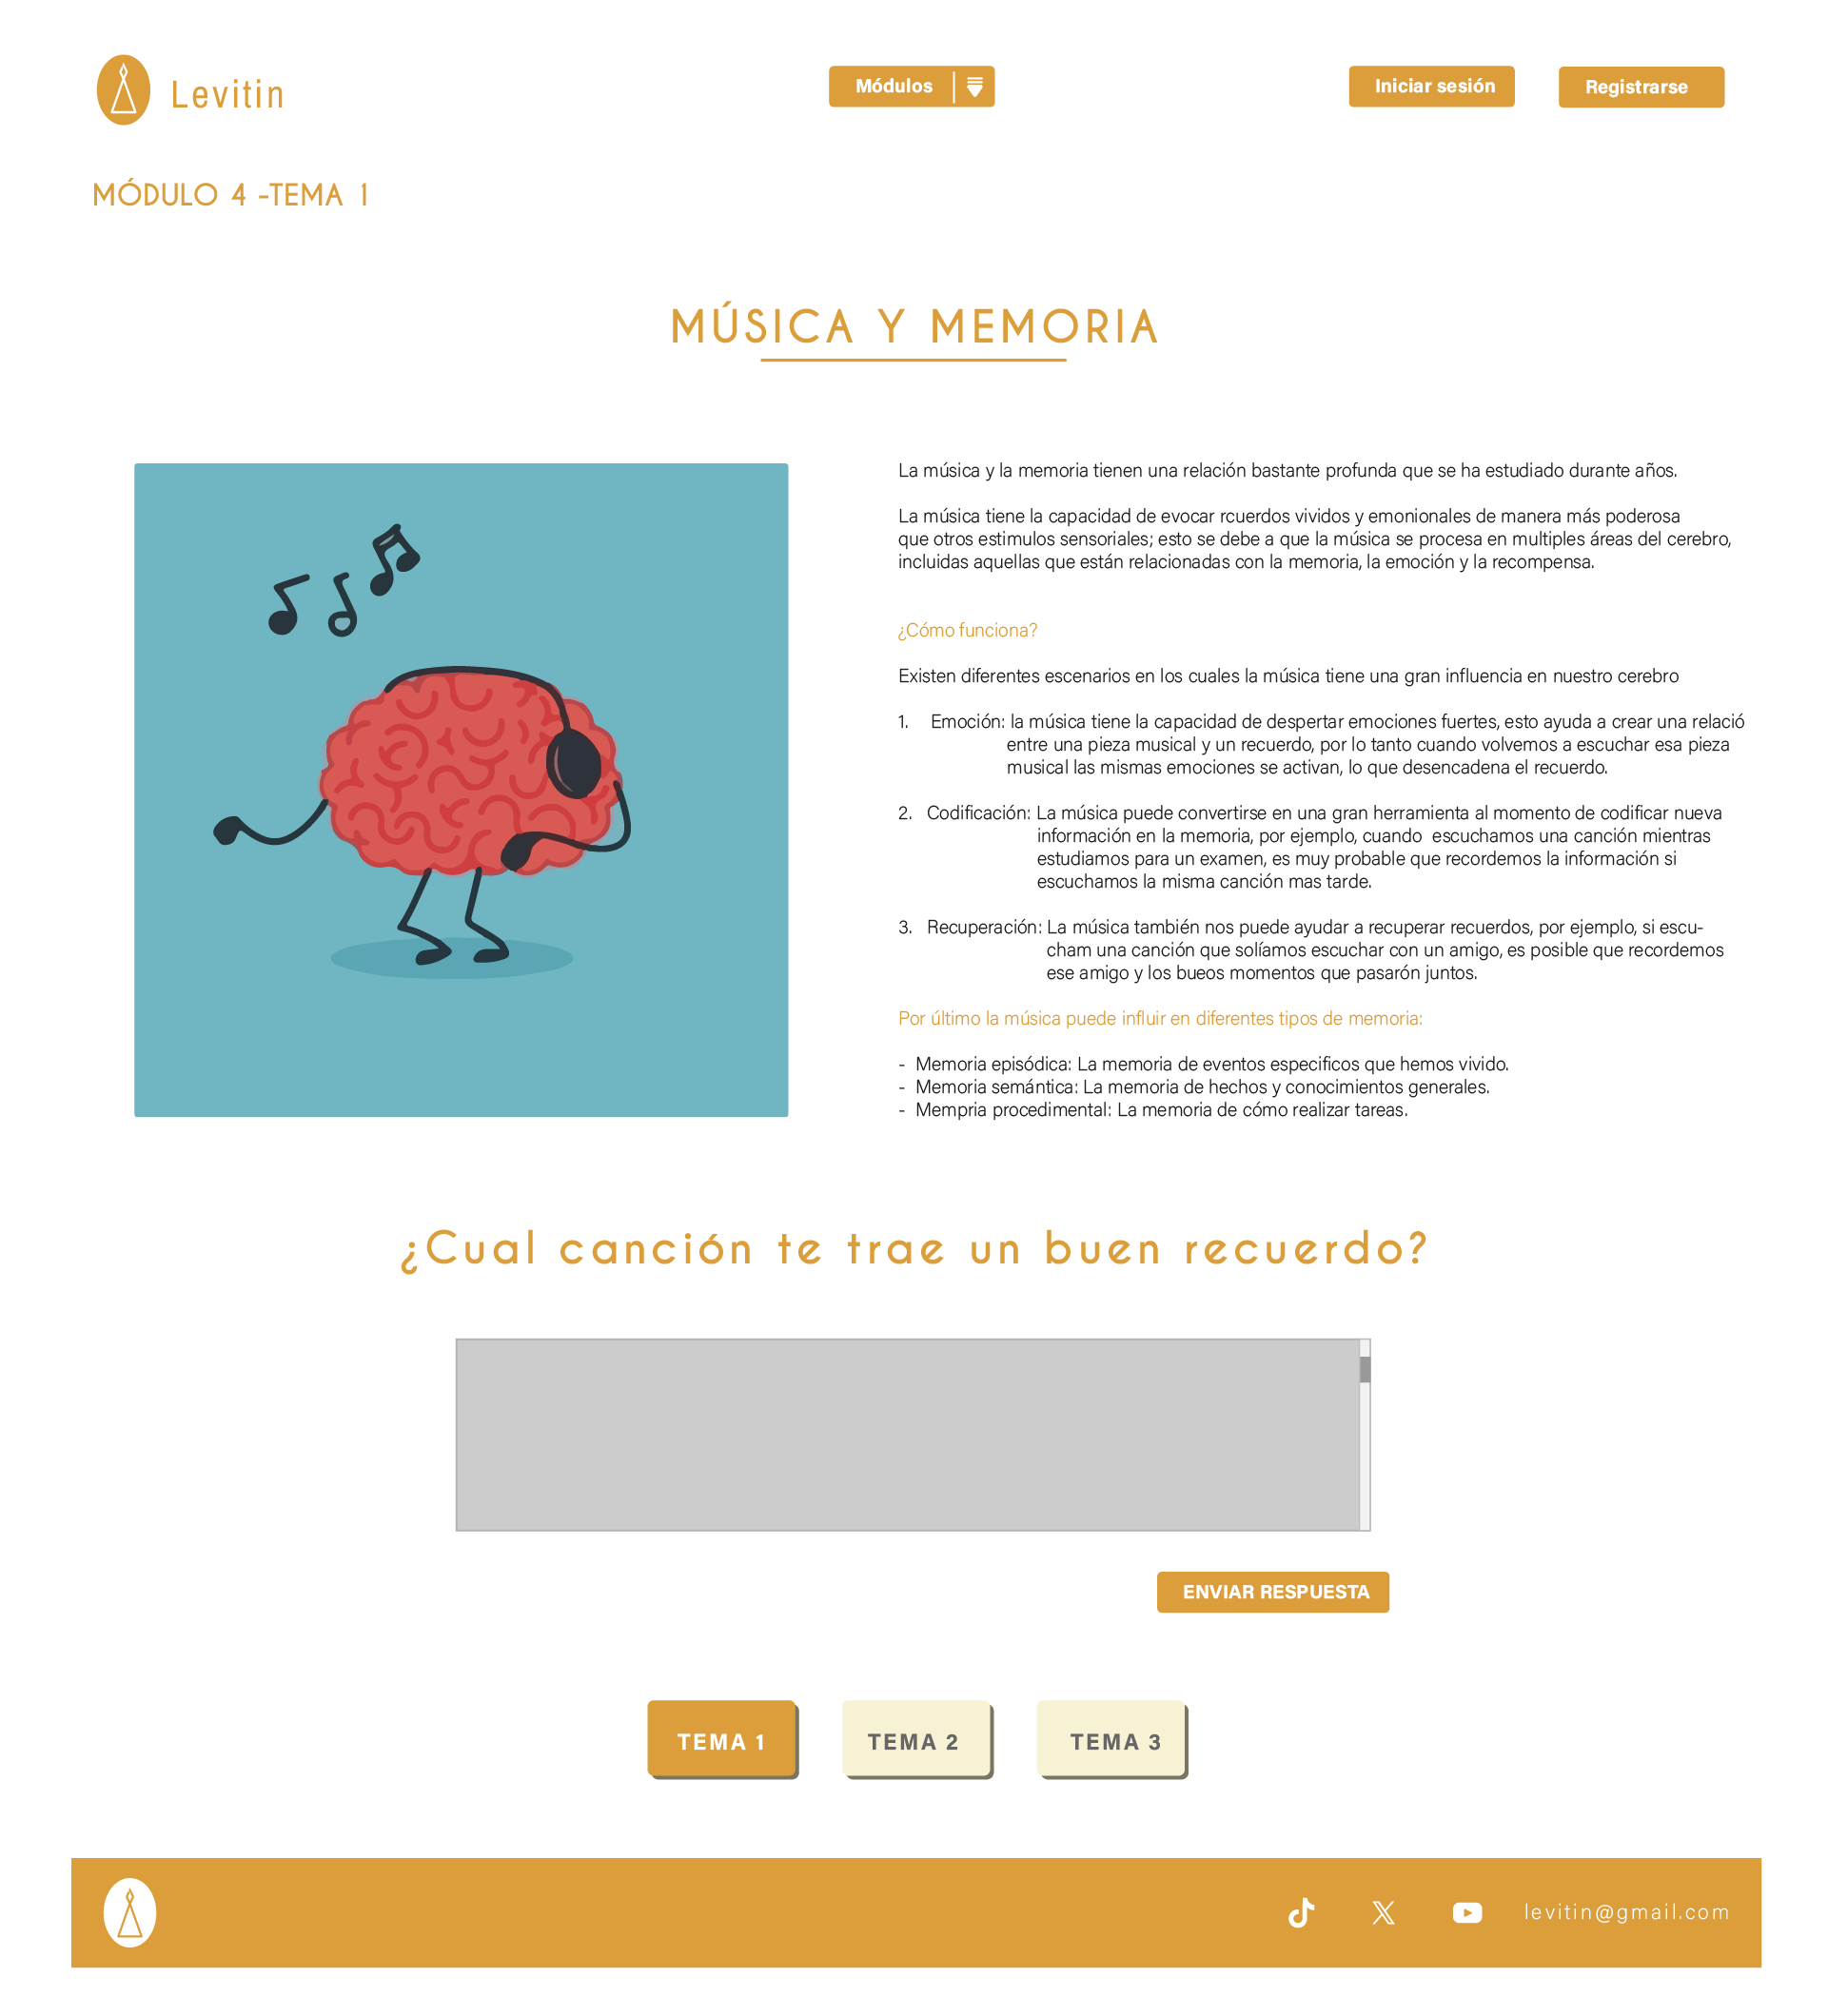 Levitin
Módulos
Iniciar sesión
Registrarse
MÓDULO 4 -TEMA 1
MÚSICA Y MEMORIA
La música y la memoria tienen una relación bastante profunda que se ha estudiado durante años.
La música tiene la capacidad de evocar rcuerdos vividos y emonionales de manera más poderosa
que otros estimulos sensoriales; esto se debe a que la música se procesa en multiples áreas del cerebro,
incluidas aquellas que están relacionadas con la memoria, la emoción y la recompensa.
¿Cómo funciona?
Existen diferentes escenarios en los cuales la música tiene una gran influencia en nuestro cerebro
1. Emoción: la música tiene la capacidad de despertar emociones fuertes, esto ayuda a crear una relació
entre una pieza musical y un recuerdo, por lo tanto cuando volvemos a escuchar esa pieza
musical las mismas emociones se activan, lo que desencadena el recuerdo.
2. Codificación: La música puede convertirse en una gran herramienta al momento de codificar nueva
información en la memoria, por ejemplo, cuando escuchamos una canción mientras
estudiamos para un examen, es muy probable que recordemos la información si
escuchamos la misma canción mas tarde.
3. Recuperación: La música también nos puede ayudar a recuperar recuerdos, por ejemplo, si escu-
cham una canción que solíamos escuchar con un amigo, es posible que recordemos
ese amigo y los bueos momentos que pasarón juntos.
Por último la música puede influir en diferentes tipos de memoria:
- Memoria episódica: La memoria de eventos especificos que hemos vivido.
- Memoria semántica: La memoria de hechos y conocimientos generales.
- Mempria procedimental: La memoria de cómo realizar tareas.
¿Cual canción te trae un buen recuerdo?
ENVIAR RESPUESTA
TEMA 1
TEMA 2
TEMA 3
levitin@gmail.com